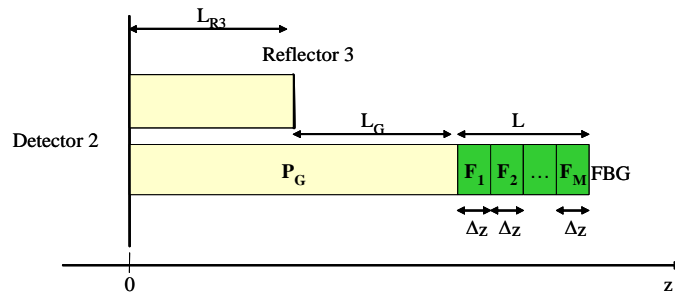 L_R3
Reflector 3
L_G
L
Detector 2
P_G
F_1 F_2 ... F_M FBG
Δz Δz Δz
0 z